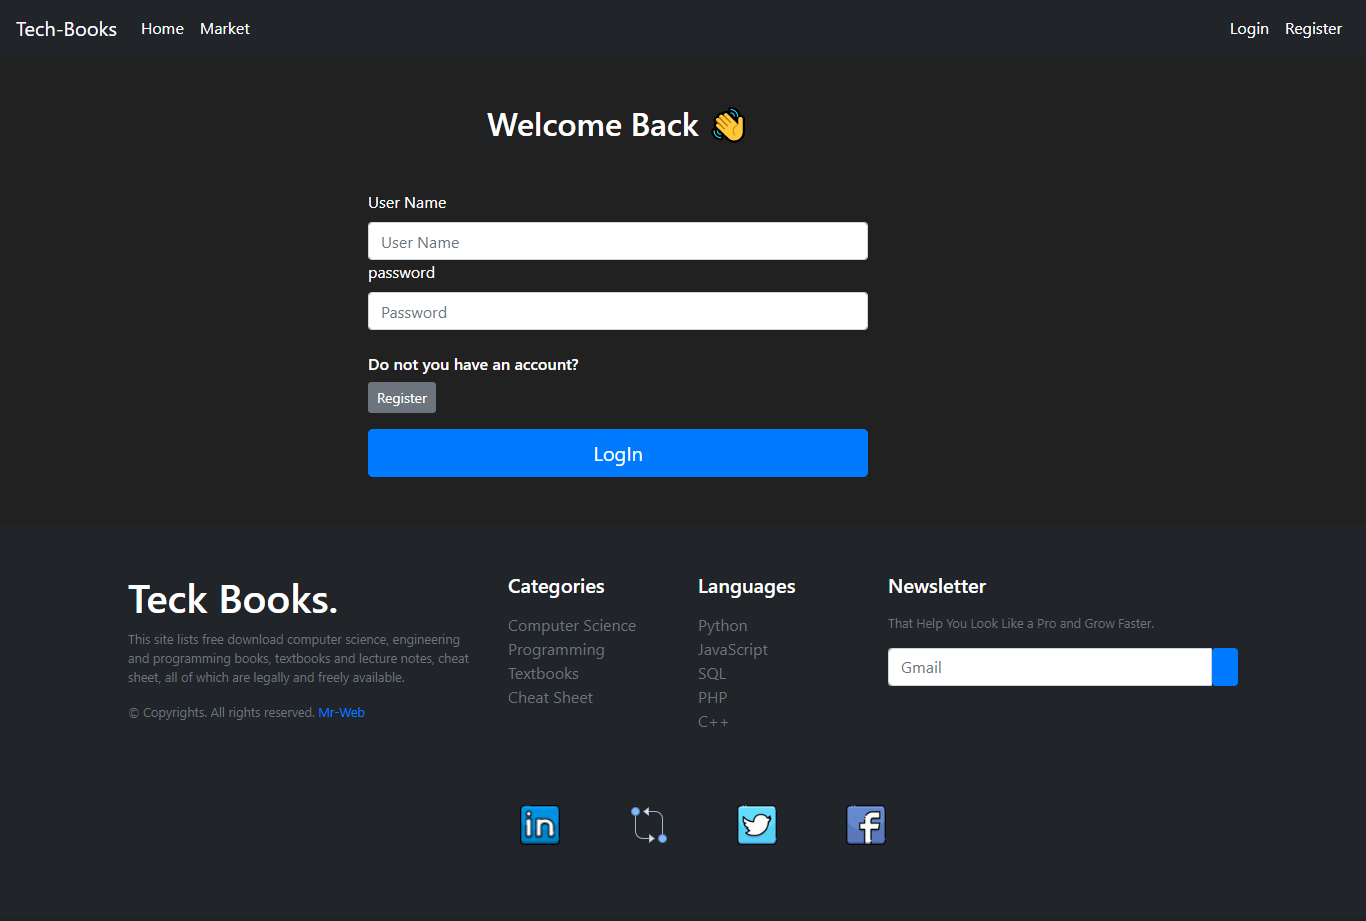 Tech-Books Home Market Login Register
Welcome Back 👋
User Name
User Name
password
Password
Do not you have an account?
Register
LogIn
Teck Books.
This site lists free download computer science, engineering
and programming books, textbooks and lecture notes, cheat
sheet, all of which are legally and freely available.
© Copyrights. All rights reserved. Mr-Web
Categories
Computer Science
Programming
Textbooks
Cheat Sheet
Languages
Python
JavaScript
SQL
PHP
C++
Newsletter
That Help You Look Like a Pro and Grow Faster.
Gmail
in
f